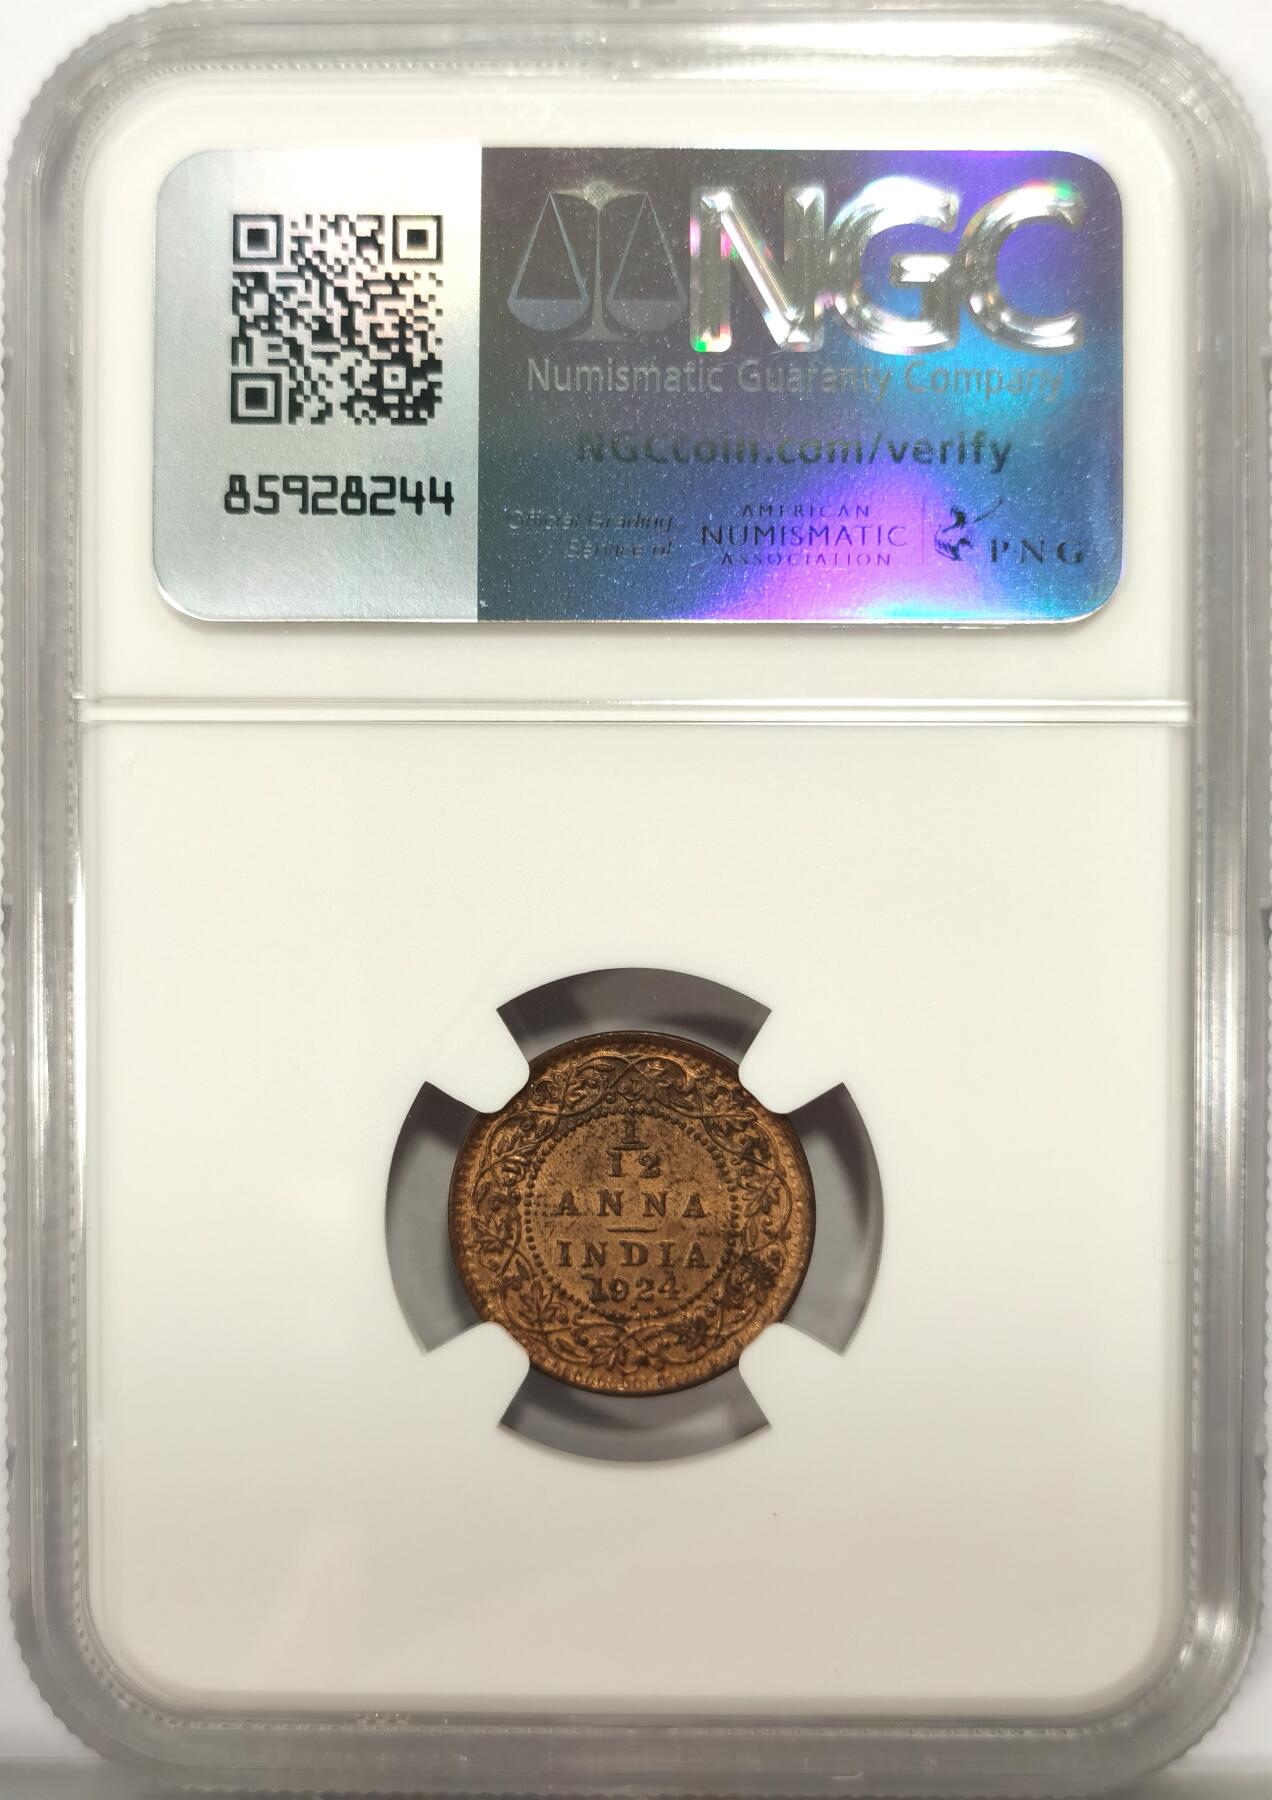 NGC
Numismatic Guaranty Company
NGCcoin.com/verify
85928244
Official Grading
Service of
AMERICAN
NUMISMATIC
ASSOCIATION
PNG
1
12
ANNA
INDIA
1924